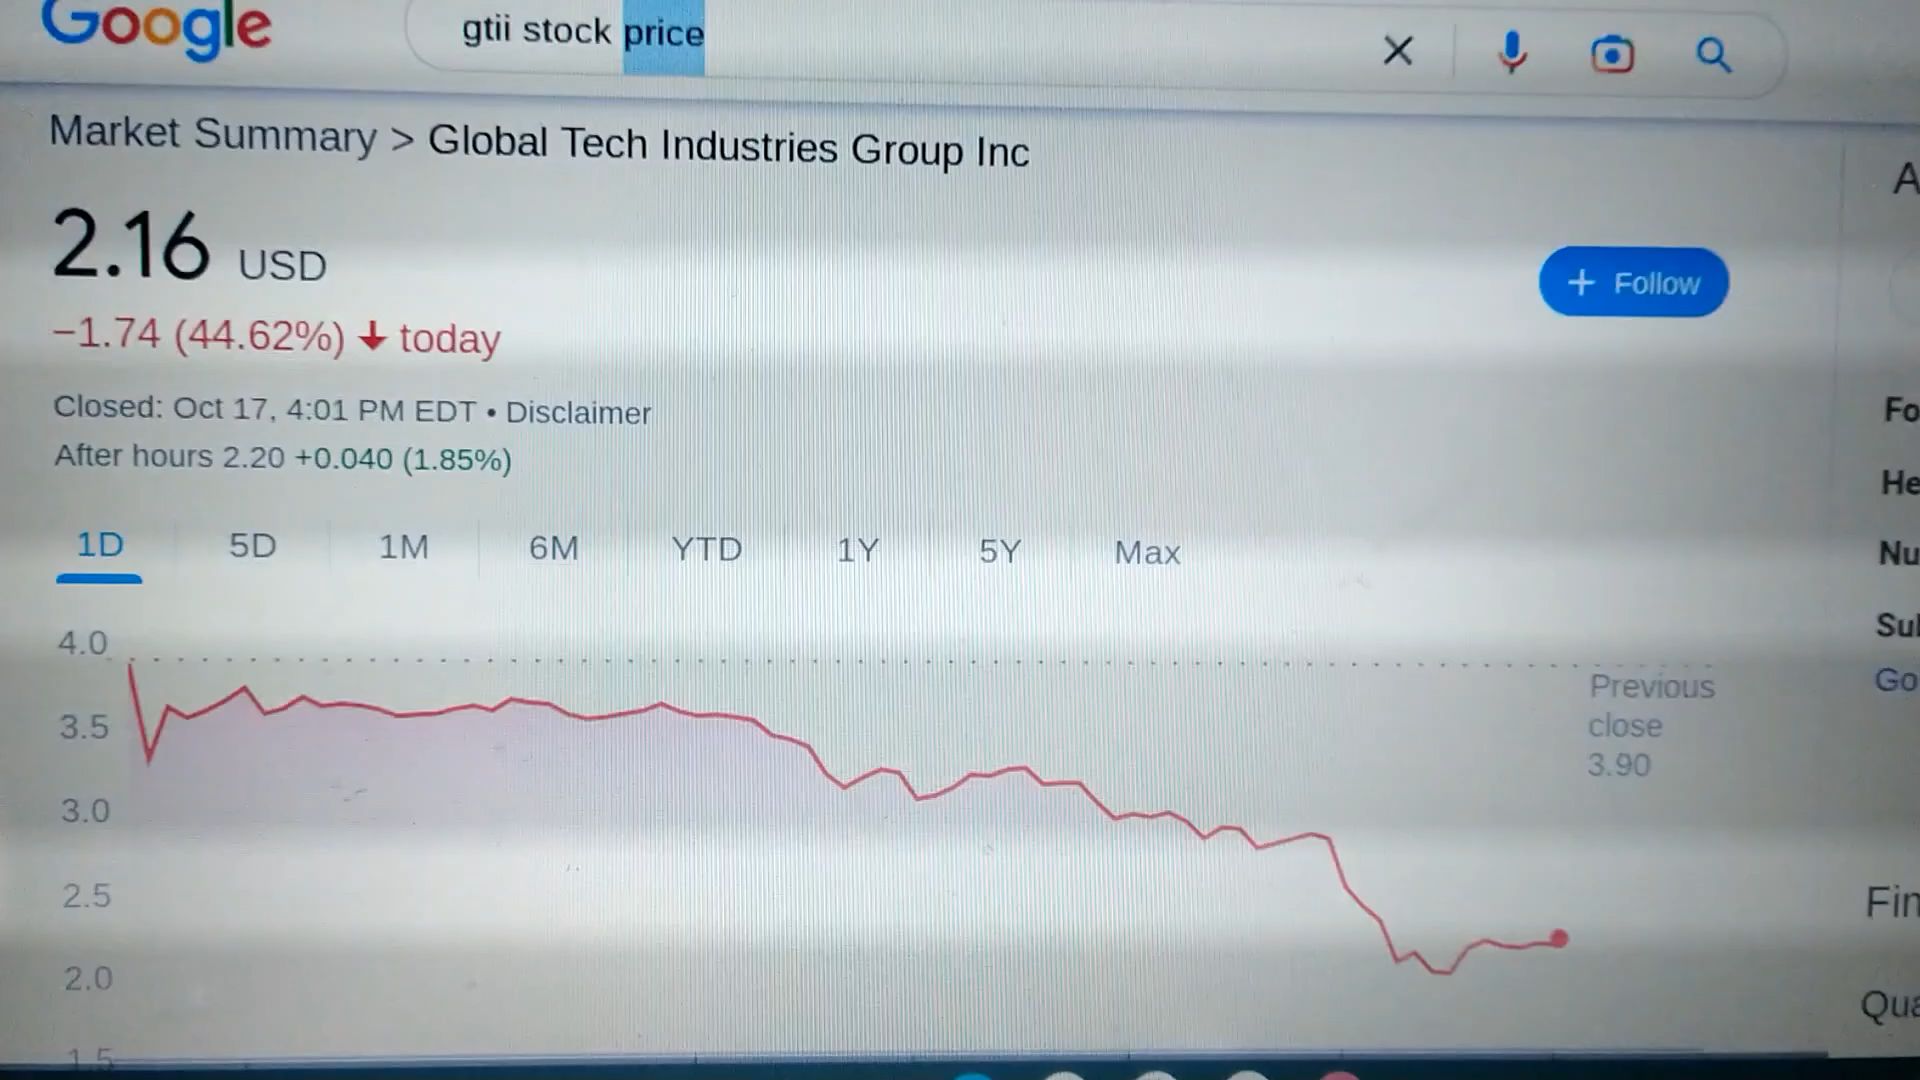 Google
gtii stock price
Market Summary > Global Tech Industries Group Inc
2.16 USD
+ Follow
−1.74 (44.62%) ↓ today
Closed: Oct 17, 4:01 PM EDT • Disclaimer
After hours 2.20 +0.040 (1.85%)
1D 5D 1M 6M YTD 1Y 5Y Max
4.0
3.5
3.0
2.5
2.0
1.5
Previous
close
3.90
A
Fo
He
Nu
Su
Go
Fin
Qua